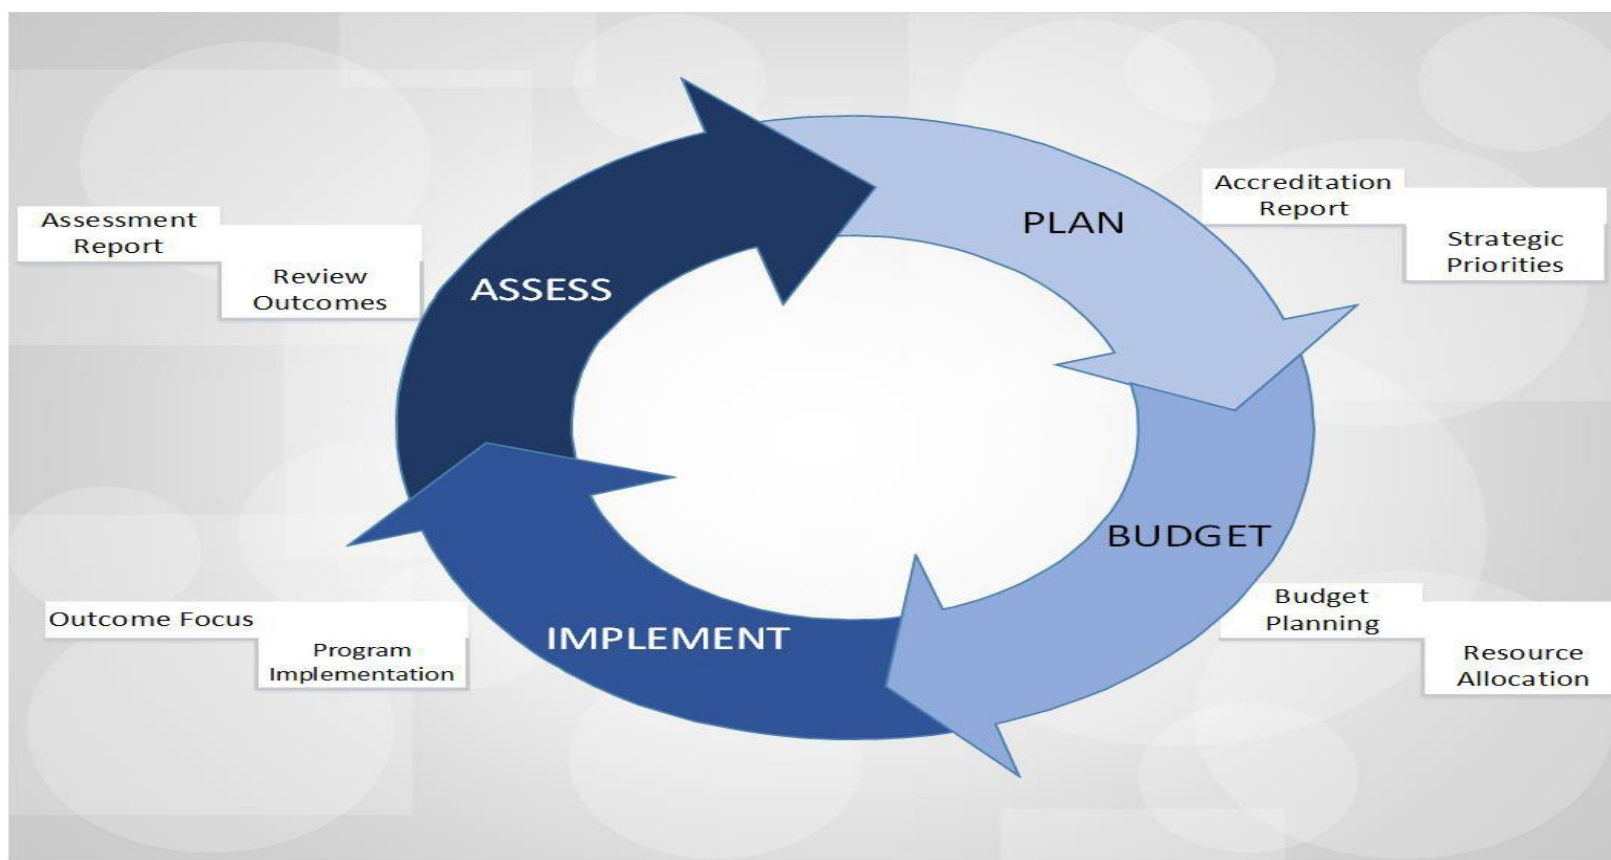 Assessment
Report
Review
Outcomes
ASSESS
PLAN
Accreditation
Report
Strategic
Priorities
BUDGET
Budget
Planning
Resource
Allocation
IMPLEMENT
Outcome Focus
Program
Implementation